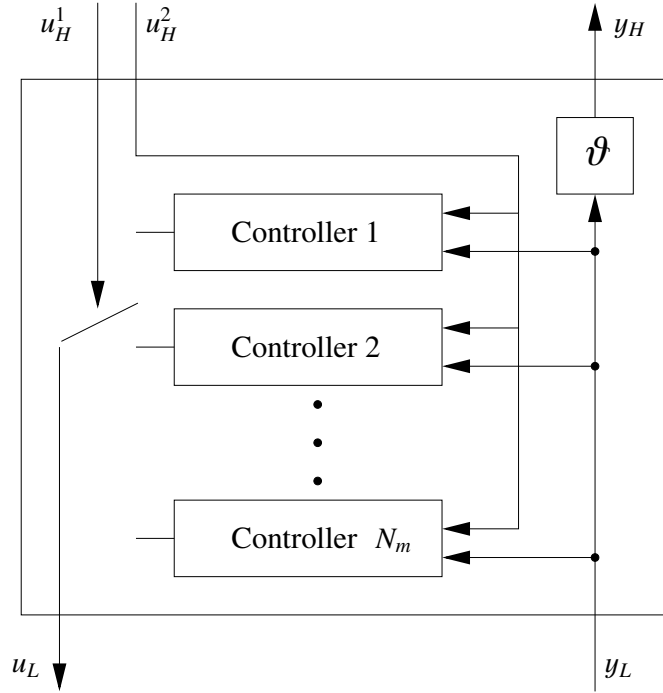 u_H^1 u_H^2 y_H
ϑ
Controller 1
Controller 2
Controller N_m
u_L y_L